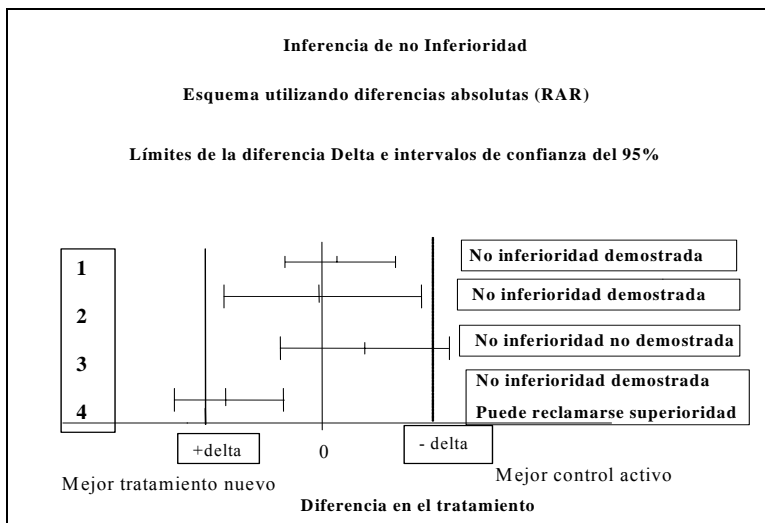 Inferencia de no Inferioridad
Esquema utilizando diferencias absolutas (RAR)
Límites de la diferencia Delta e intervalos de confianza del 95%
1
No inferioridad demostrada
2
No inferioridad demostrada
3
No inferioridad no demostrada
4
No inferioridad demostrada
Puede reclamarse superioridad
+delta
0
- delta
Mejor tratamiento nuevo
Mejor control activo
Diferencia en el tratamiento